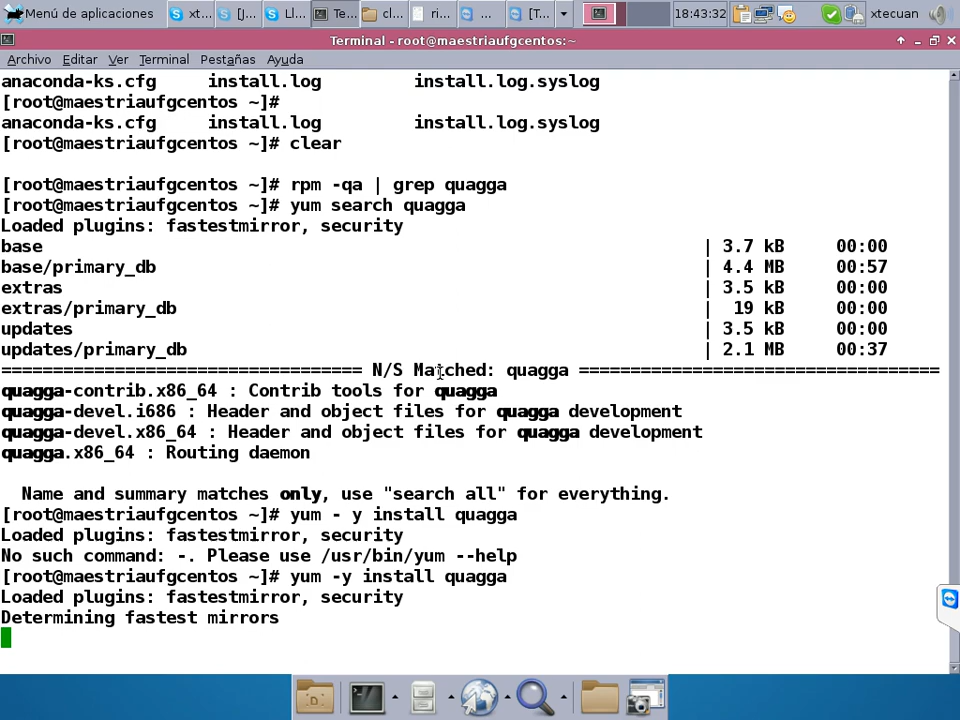 Menú de aplicaciones xt... [J... Ll... Te... cl... ri... ... [T... 18:43:32 xtecuan
Terminal - root@maestriaufgcentos:~
Archivo Editar Ver Terminal Pestañas Ayuda
anaconda-ks.cfg install.log install.log.syslog
[root@maestriaufgcentos ~]#
anaconda-ks.cfg install.log install.log.syslog
[root@maestriaufgcentos ~]# clear
[root@maestriaufgcentos ~]# rpm -qa | grep quagga
[root@maestriaufgcentos ~]# yum search quagga
Loaded plugins: fastestmirror, security
base | 3.7 kB 00:00
base/primary_db | 4.4 MB 00:57
extras | 3.5 kB 00:00
extras/primary_db | 19 kB 00:00
updates | 3.5 kB 00:00
updates/primary_db | 2.1 MB 00:37
=================================== N/S Matched: quagga ===================================
quagga-contrib.x86_64 : Contrib tools for quagga
quagga-devel.i686 : Header and object files for quagga development
quagga-devel.x86_64 : Header and object files for quagga development
quagga.x86_64 : Routing daemon
Name and summary matches only, use "search all" for everything.
[root@maestriaufgcentos ~]# yum - y install quagga
Loaded plugins: fastestmirror, security
No such command: -. Please use /usr/bin/yum --help
[root@maestriaufgcentos ~]# yum -y install quagga
Loaded plugins: fastestmirror, security
Determining fastest mirrors